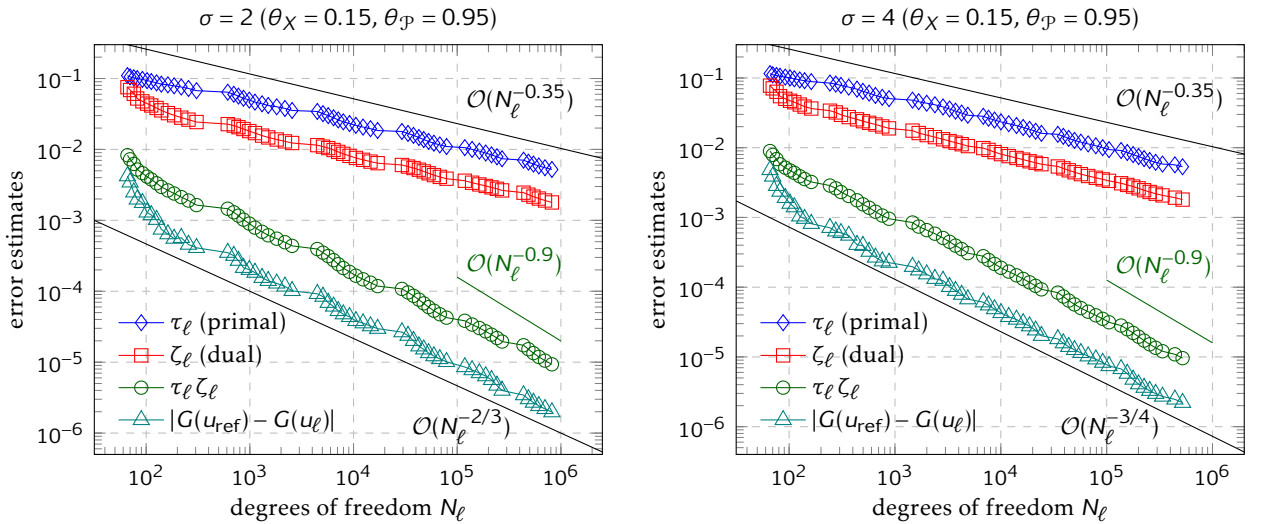 σ = 2 (θ_X = 0.15, θ_𝒫 = 0.95)
error estimates
10^{-1}
10^{-2}
10^{-3}
10^{-4}
10^{-5}
10^{-6}
𝒪(N_ℓ^{-0.35})
𝒪(N_ℓ^{-0.9})
τ_ℓ (primal)
ζ_ℓ (dual)
τ_ℓ ζ_ℓ
|G(u_ref) − G(u_ℓ)|
𝒪(N_ℓ^{-2/3})
10^2 10^3 10^4 10^5 10^6
degrees of freedom N_ℓ
σ = 4 (θ_X = 0.15, θ_𝒫 = 0.95)
error estimates
10^{-1}
10^{-2}
10^{-3}
10^{-4}
10^{-5}
10^{-6}
𝒪(N_ℓ^{-0.35})
𝒪(N_ℓ^{-0.9})
τ_ℓ (primal)
ζ_ℓ (dual)
τ_ℓ ζ_ℓ
|G(u_ref) − G(u_ℓ)|
𝒪(N_ℓ^{-3/4})
10^2 10^3 10^4 10^5 10^6
degrees of freedom N_ℓ